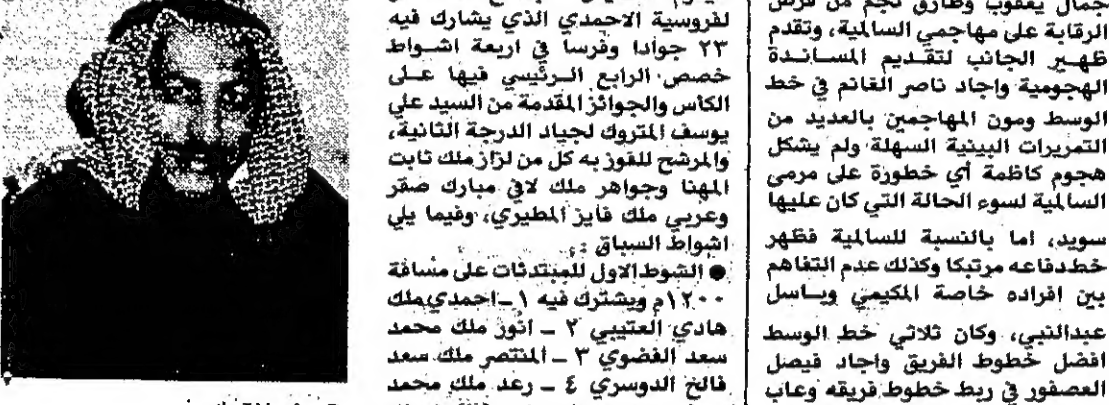 جمال يعقوب وطارق نجم من فرض
الرقابة على مهاجمي السالمية، وتقدم
ظهير الجانب لتقديم المساندة
الهجومية واجاد ناصر الغانم في خط
الوسط ومون المهاجمين بالعديد من
التمريرات البينية السهلة ولم يشكل
هجوم كاظمة أي خطورة على مرمى
السالمية لسوء الحالة التي كان عليها
سويد، اما بالنسبة للسالمية فظهر
خط دفاعه مرتبكا وكذلك عدم التفاهم
بين افراده خاصة المكيمي وباسل
عبدالنبي، وكان ثلاثي خط الوسط
افضل خطوط الفريق واجاد فيصل
العصفور في ربط خطوط فريقه وعاب
لفروسية الاحمدي الذي يشارك فيه
٢٣ جوادا وفرسا في اربعة اشواط
خصص الرابع الرئيسي فيها على
الكأس والجوائز المقدمة من السيد علي
يوسف المتروك لجياد الدرجة الثانية،
والمرشح للفوز به كل من لزاز ملك ثابت
المهنا وجواهر ملك لافي مبارك صقر
وعربي ملك فايز المطيري، وفيما يلي
اشواط السباق :
● الشوط الاول للمبتدئات على مسافة
١٢٠٠م ويشترك فيه ١ ـ احمدي ملك
هادي العتيبي ٢ ـ انور ملك محمد
سعد الفضوي ٣ ـ المنتصر ملك سعد
فالح الدوسري ٤ ـ رعد ملك محمد